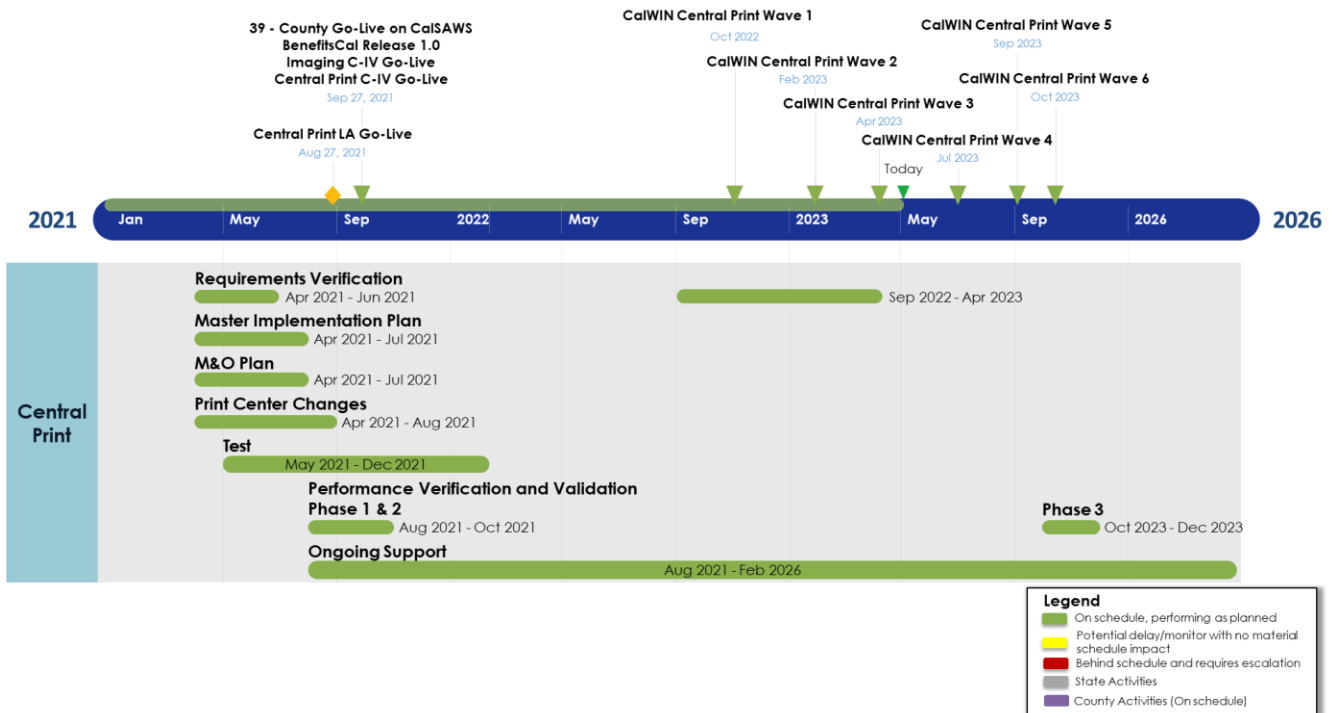 39 - County Go-Live on CalSAWS
BenefitsCal Release 1.0
Imaging C-IV Go-Live
Central Print C-IV Go-Live
Sep 27, 2021
Central Print LA Go-Live
Aug 27, 2021
CalWIN Central Print Wave 1
Oct 2022
CalWIN Central Print Wave 2
Feb 2023
CalWIN Central Print Wave 3
Apr 2023
CalWIN Central Print Wave 4
Jul 2023
CalWIN Central Print Wave 5
Sep 2023
CalWIN Central Print Wave 6
Oct 2023
Today
2021 Jan May Sep 2022 May Sep 2023 May Sep 2026 2026
Central
Print
Requirements Verification
Apr 2021 - Jun 2021
Sep 2022 - Apr 2023
Master Implementation Plan
Apr 2021 - Jul 2021
M&O Plan
Apr 2021 - Jul 2021
Print Center Changes
Apr 2021 - Aug 2021
Test
May 2021 - Dec 2021
Performance Verification and Validation
Phase 1 & 2
Aug 2021 - Oct 2021
Phase 3
Oct 2023 - Dec 2023
Ongoing Support
Aug 2021 - Feb 2026
Legend
On schedule, performing as planned
Potential delay/monitor with no material
schedule impact
Behind schedule and requires escalation
State Activities
County Activities (On schedule)